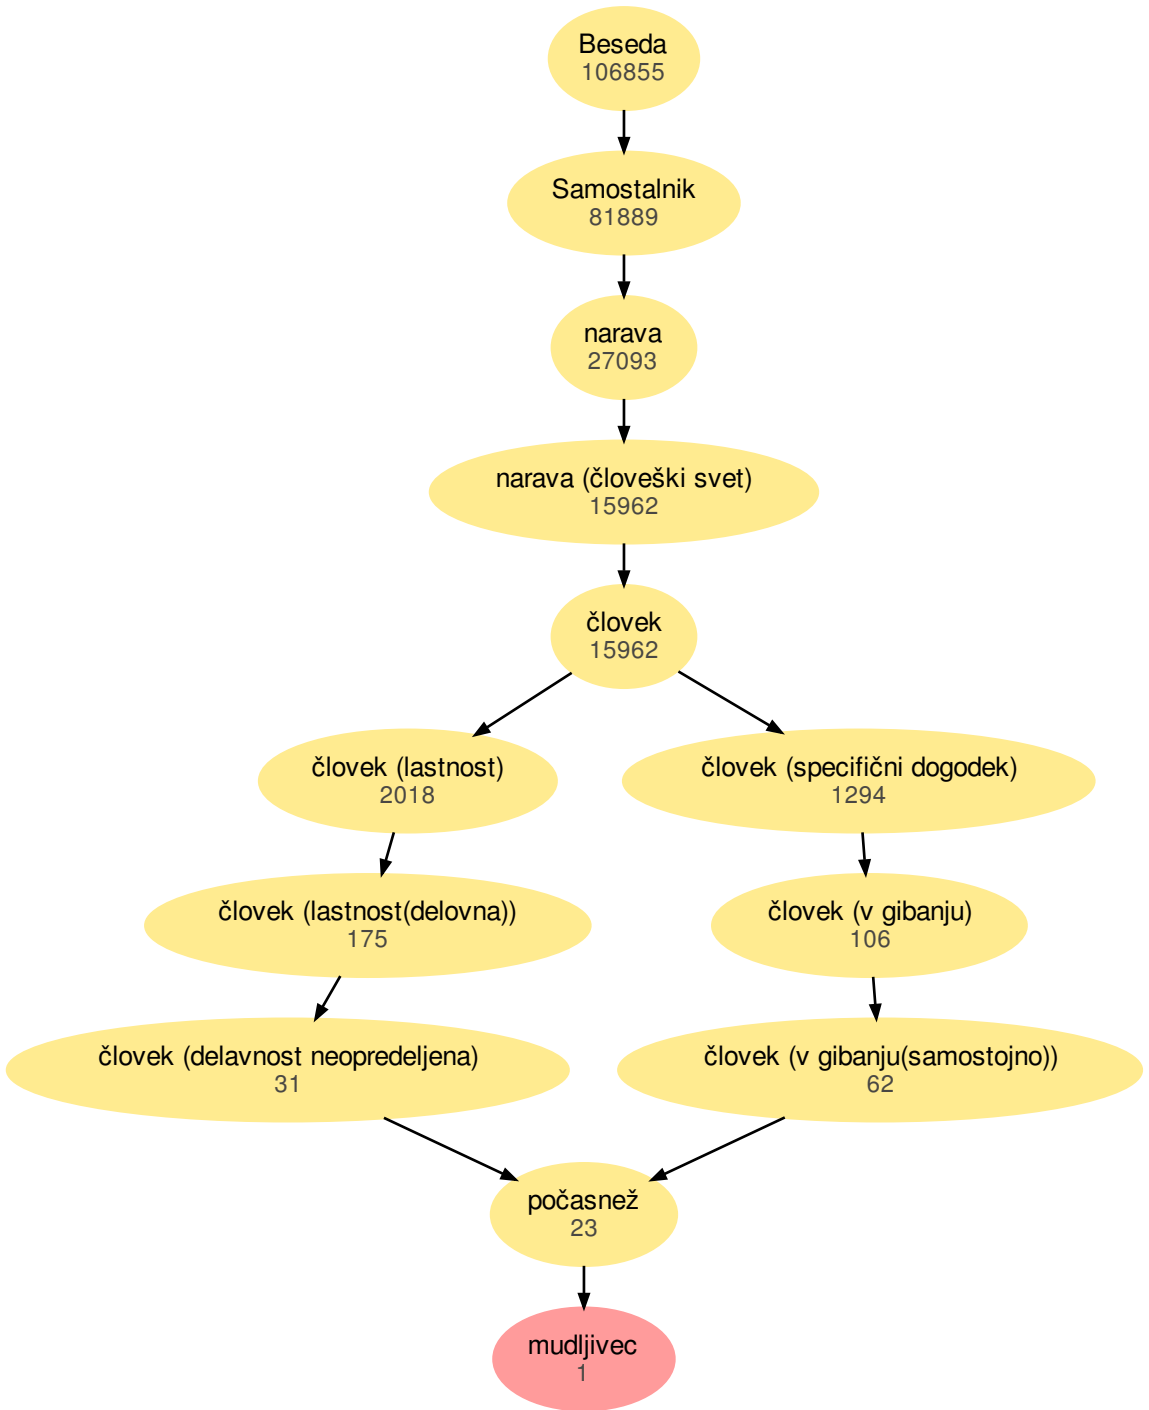 Beseda
106855
Samostalnik
81889
narava
27093
narava (človeški svet)
15962
človek
15962
človek (lastnost)
2018
človek (specifični dogodek)
1294
človek (lastnost(delovna))
175
človek (v gibanju)
106
človek (delavnost neopredeljena)
31
človek (v gibanju(samostojno))
62
počasnež
23
mudljivec
1